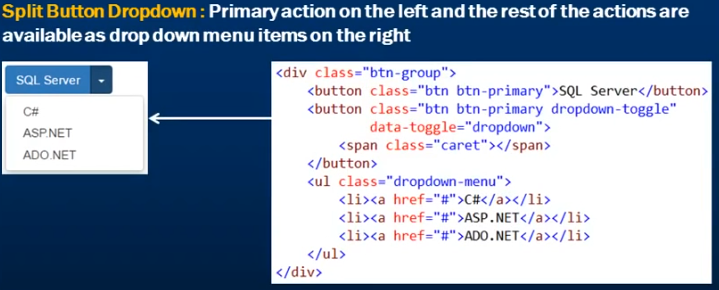 Split Button Dropdown : Primary action on the left and the rest of the actions are
available as drop down menu items on the right
SQL Server
C#
ASP.NET
ADO.NET
<div class="btn-group">
    <button class="btn btn-primary">SQL Server</button>
    <button class="btn btn-primary dropdown-toggle"
            data-toggle="dropdown">
        <span class="caret"></span>
    </button>
    <ul class="dropdown-menu">
        <li><a href="#">C#</a></li>
        <li><a href="#">ASP.NET</a></li>
        <li><a href="#">ADO.NET</a></li>
    </ul>
</div>